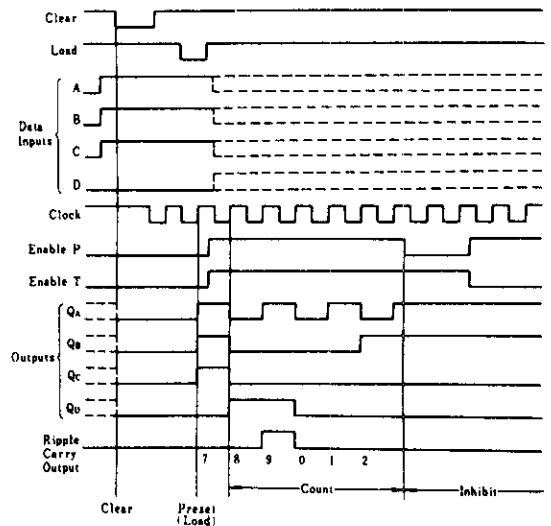 Clear
Load
A
B
Data
Inputs
C
D
Clock
Enable P
Enable T
QA
QB
Outputs
QC
QD
Ripple
Carry
Output
7 8 9 0 1 2
Count
Inhibit
Clear
Preset
(Load)